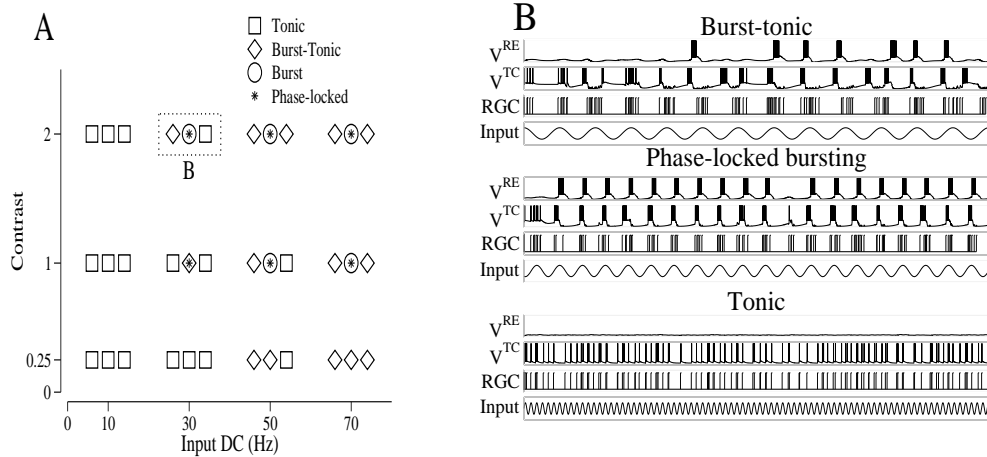 A
Tonic
Burst-Tonic
Burst
Phase-locked
Contrast
2
1
0.25
0
B
0 10 30 50 70
Input DC (Hz)
B
Burst-tonic
V^RE
V^TC
RGC
Input
Phase-locked bursting
V^RE
V^TC
RGC
Input
Tonic
V^RE
V^TC
RGC
Input